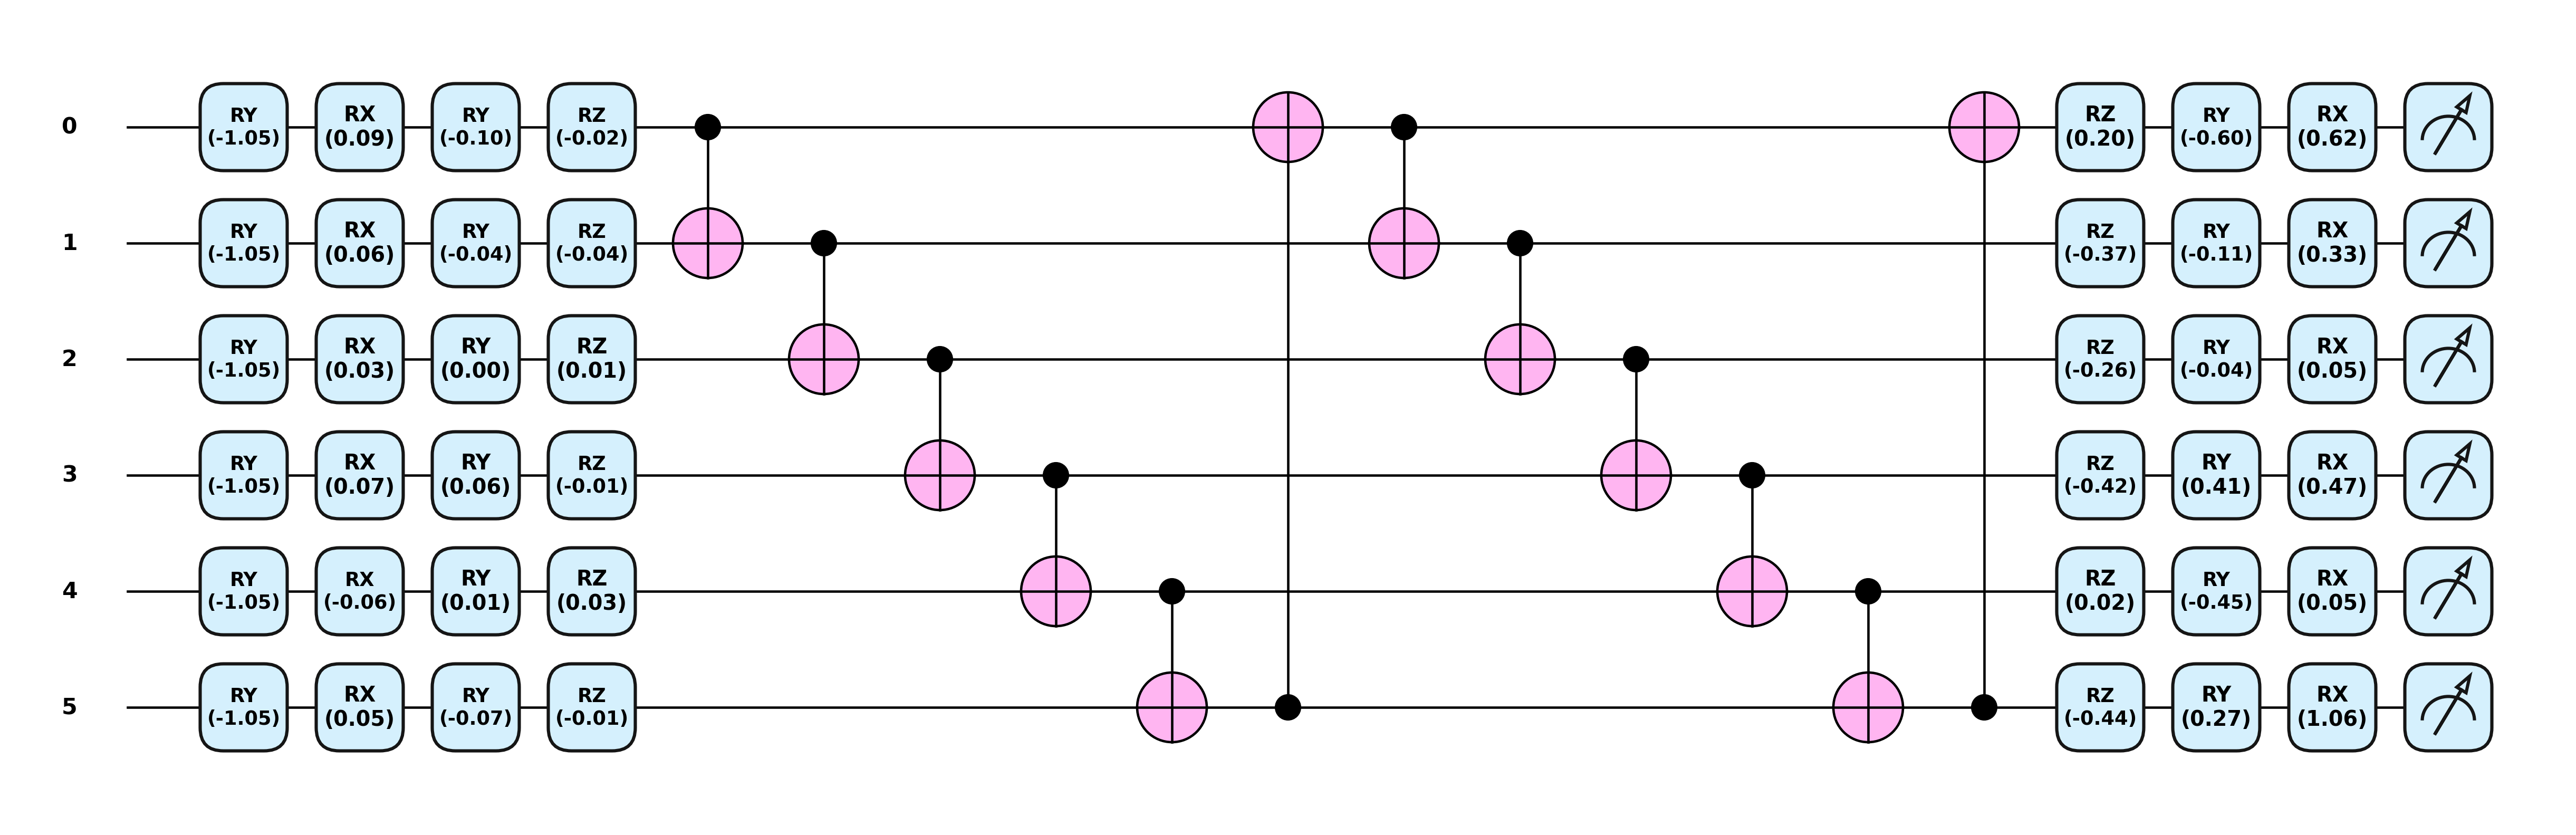 0 RY RX RY RZ RZ RY RX
(-1.05) (0.09) (-0.10) (-0.02) (0.20) (-0.60) (0.62)
1 RY RX RY RZ RZ RY RX
(-1.05) (0.06) (-0.04) (-0.04) (-0.37) (-0.11) (0.33)
2 RY RX RY RZ RZ RY RX
(-1.05) (0.03) (0.00) (0.01) (-0.26) (-0.04) (0.05)
3 RY RX RY RZ RZ RY RX
(-1.05) (0.07) (0.06) (-0.01) (-0.42) (0.41) (0.47)
4 RY RX RY RZ RZ RY RX
(-1.05) (-0.06) (0.01) (0.03) (0.02) (-0.45) (0.05)
5 RY RX RY RZ RZ RY RX
(-1.05) (0.05) (-0.07) (-0.01) (-0.44) (0.27) (1.06)